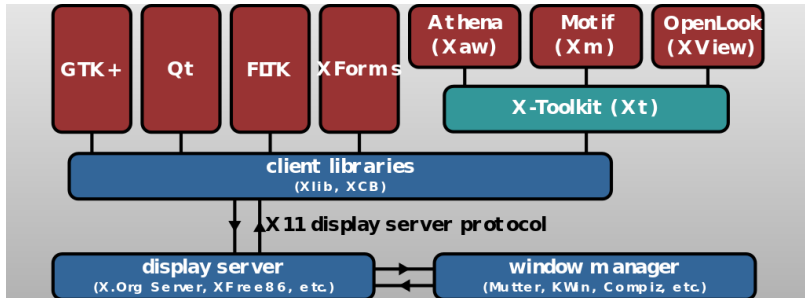 GTK+
Qt
FLTK
XForms
Athena
(Xaw)
Motif
(Xm)
OpenLook
(XView)
X-Toolkit (Xt)
client libraries
(Xlib, XCB)
X11 display server protocol
display server
(X.Org Server, XFree86, etc.)
window manager
(Mutter, KWin, Compiz, etc.)